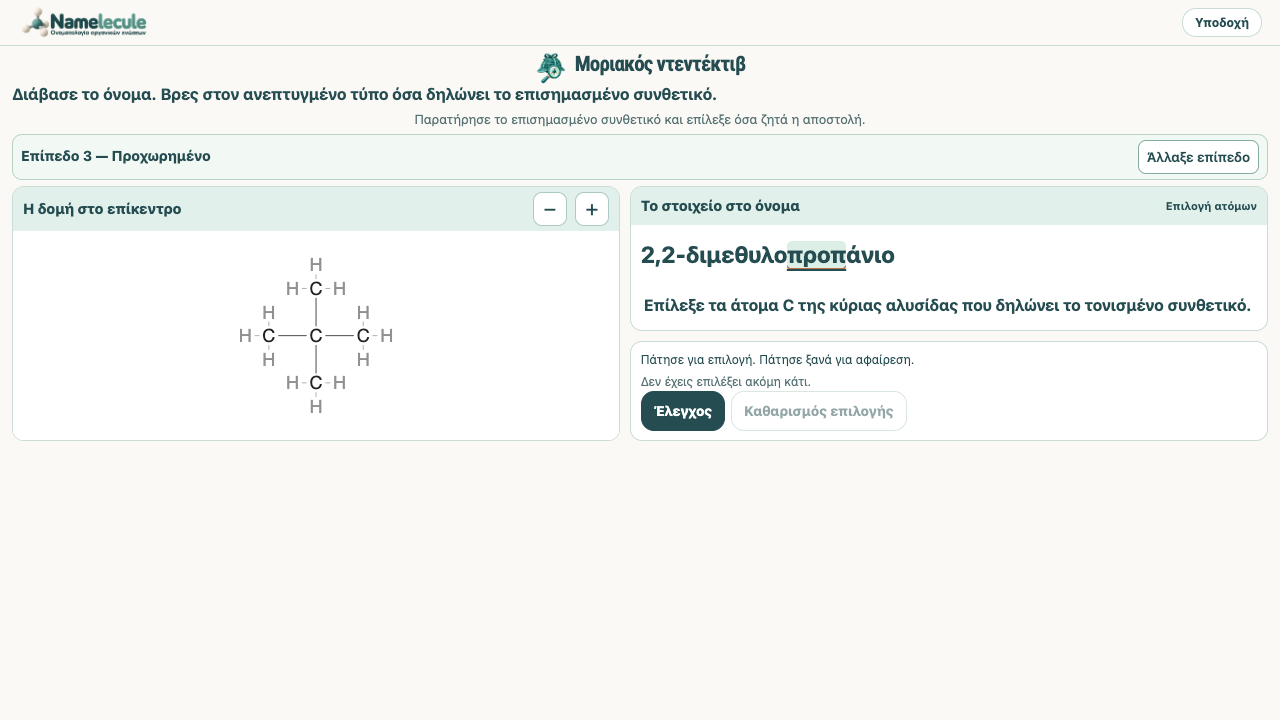 Namelecule
Ονοματολογία οργανικών ενώσεων
Υποδοχή
Μοριακός ντεντέκτιβ
Διάβασε το όνομα. Βρες στον ανεπτυγμένο τύπο όσα δηλώνει το επισημασμένο συνθετικό.
Παρατήρησε το επισημασμένο συνθετικό και επίλεξε όσα ζητά η αποστολή.
Επίπεδο 3 — Προχωρημένο
Άλλαξε επίπεδο
Η δομή στο επίκεντρο
− +
H
H C H
H H
H C C C H
H H
H C H
H
Το στοιχείο στο όνομα
Επιλογή ατόμων
2,2-διμεθυλοπροπάνιο
Επίλεξε τα άτομα C της κύριας αλυσίδας που δηλώνει το τονισμένο συνθετικό.
Πάτησε για επιλογή. Πάτησε ξανά για αφαίρεση.
Δεν έχεις επιλέξει ακόμη κάτι.
Έλεγχος
Καθαρισμός επιλογής